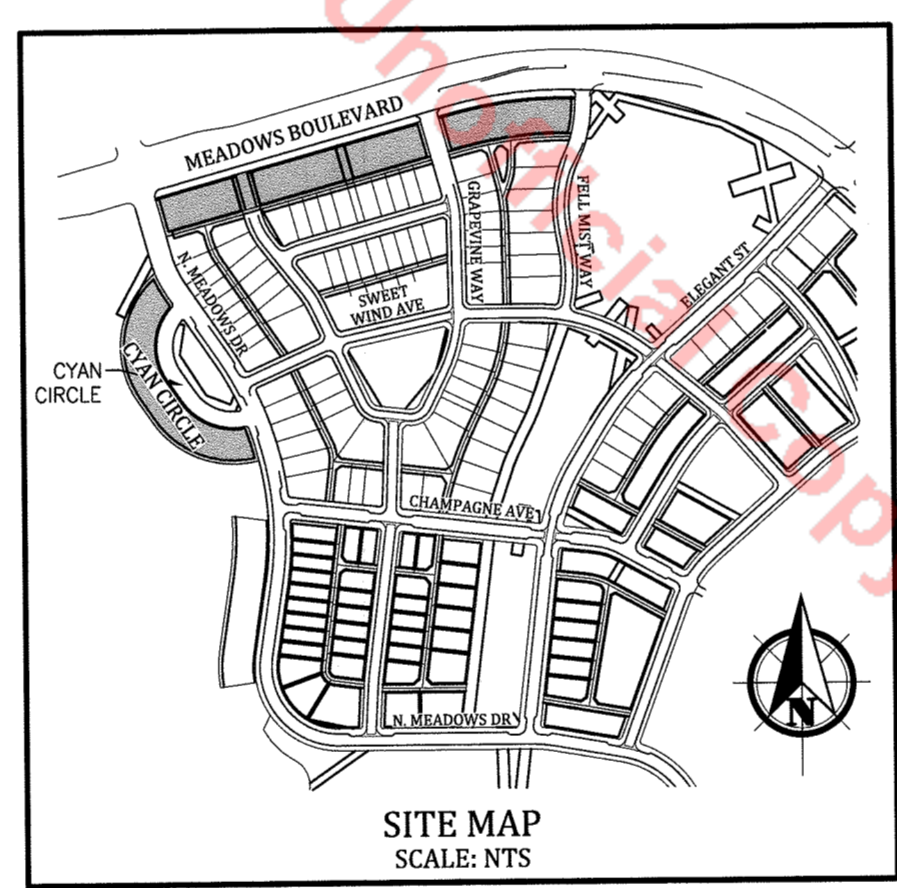 Unofficial Copy
MEADOWS BOULEVARD
GRAPEVINE WAY
FELL MIST WAY
ELEGANT ST
N. MEADOWS DR
SWEET
WIND AVE
CYAN
CIRCLE
CYAN CIRCLE
CHAMPAGNE AVE
N. MEADOWS DR
N
SITE MAP
SCALE: NTS